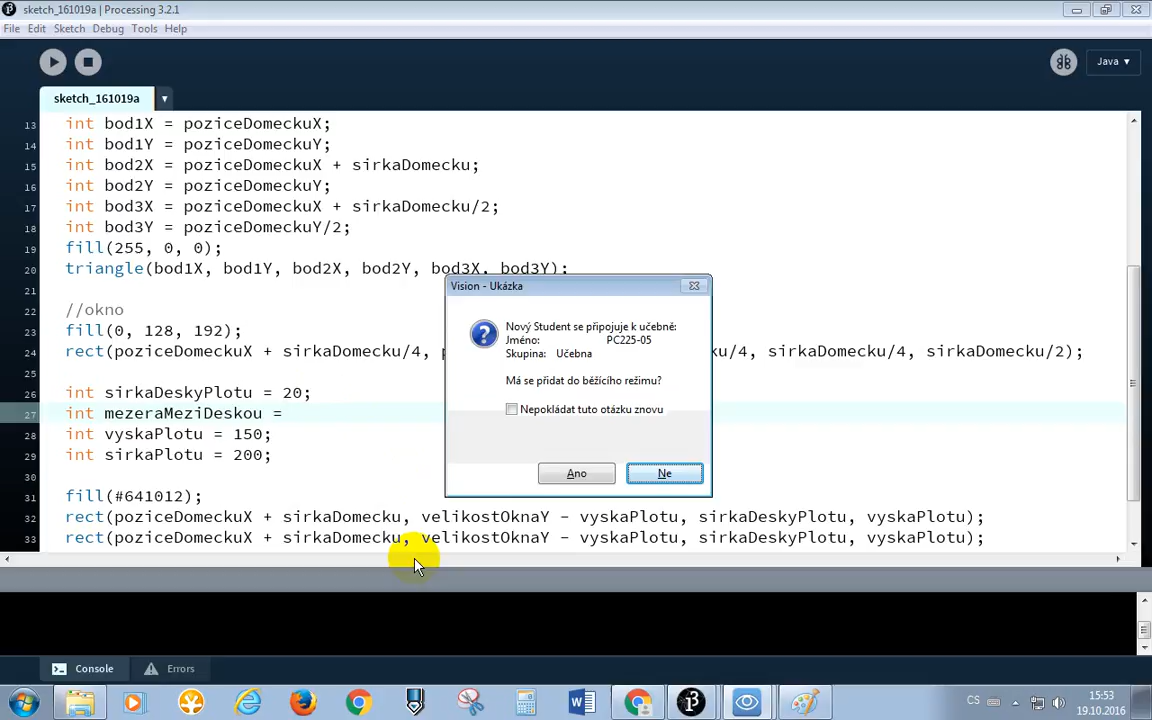 sketch_161019a | Processing 3.2.1
File Edit Sketch Debug Tools Help
Java ▾
sketch_161019a ▾
13 int bod1X = poziceDomeckuX;
14 int bod1Y = poziceDomeckuY;
15 int bod2X = poziceDomeckuX + sirkaDomecku;
16 int bod2Y = poziceDomeckuY;
17 int bod3X = poziceDomeckuX + sirkaDomecku/2;
18 int bod3Y = poziceDomeckuY/2;
19 fill(255, 0, 0);
20 triangle(bod1X, bod1Y, bod2X, bod2Y, bod3X, bod3Y);
21
22 //okno
23 fill(0, 128, 192);
24 rect(poziceDomeckuX + sirkaDomecku/4, ku/4, sirkaDomecku/4, sirkaDomecku/2);
25
26 int sirkaDeskyPlotu = 20;
27 int mezeraMeziDeskou =
28 int vyskaPlotu = 150;
29 int sirkaPlotu = 200;
30
31 fill(#641012);
32 rect(poziceDomeckuX + sirkaDomecku, velikostOknaY - vyskaPlotu, sirkaDeskyPlotu, vyskaPlotu);
33 rect(poziceDomeckuX + sirkaDomecku, velikostOknaY - vyskaPlotu, sirkaDeskyPlotu, vyskaPlotu);
Vision - Ukázka
Nový Student se připojuje k učebně:
Jméno: PC225-05
Skupina: Učebna
Má se přidat do běžícího režimu?
Nepokládat tuto otázku znovu
Ano Ne
Console Errors
CS 15:53
19.10.2016